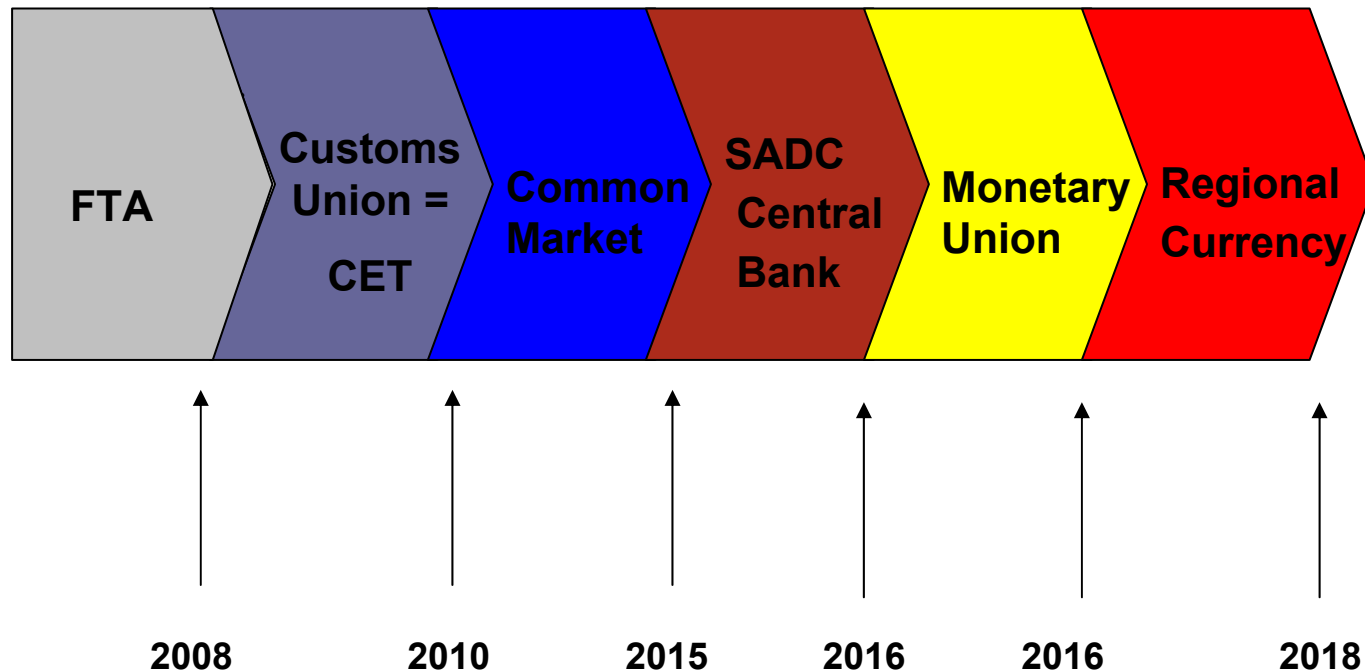 FTA
Customs
Union =
CET
Common
Market
SADC
Central
Bank
Monetary
Union
Regional
Currency
2008
2010
2015
2016
2016
2018